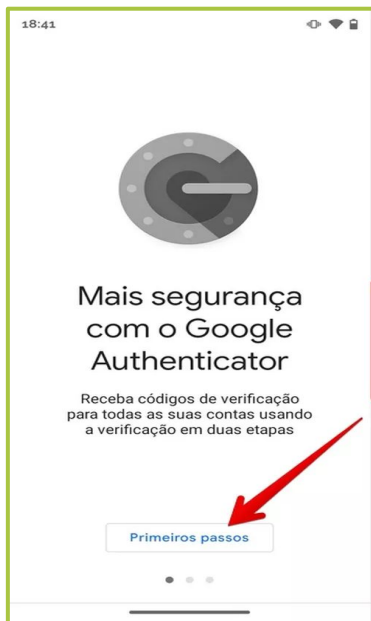 18:41
Mais segurança
com o Google
Authenticator
Receba códigos de verificação
para todas as suas contas usando
a verificação em duas etapas
Primeiros passos